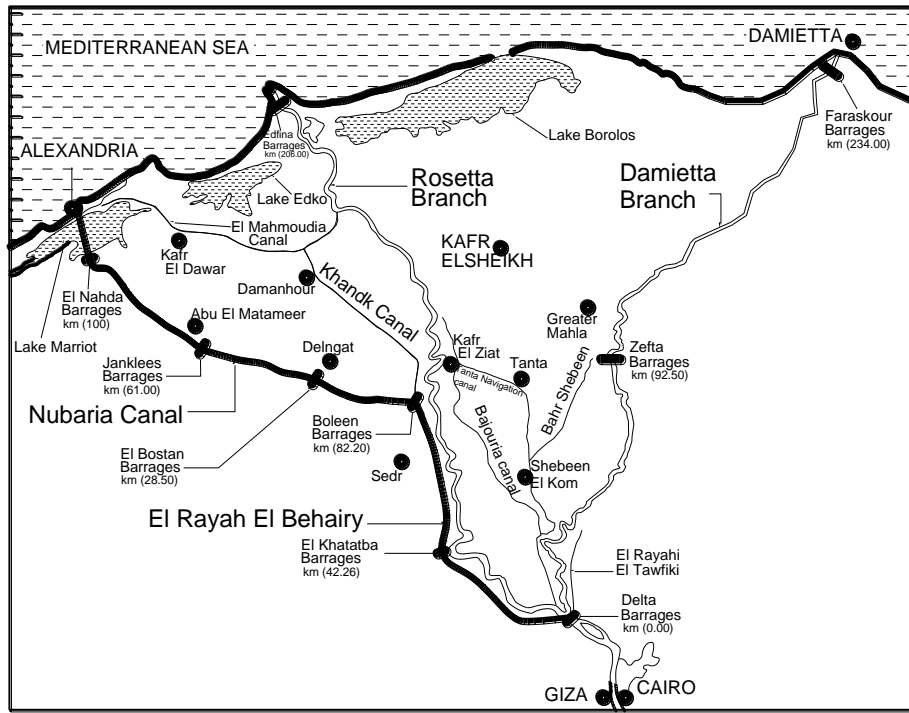 MEDITERRANEAN SEA
DAMIETTA
Faraskour
Barrages
km (234.00)
Lake Borolos
Edfina
Barrages
km (206.00)
ALEXANDRIA
Lake Edko
Rosetta
Branch
Damietta
Branch
El Mahmoudia
Canal
KAFR
ELSHEIKH
Kafr
El Dawar
Damanhour
Khandk Canal
El Nahda
Barrages
km (100)
Abu El Matameer
Greater
Mahla
Lake Marriot
Janklees
Barrages
km (61.00)
Delngat
Kafr
El Ziat
Tanta
Zefta
Barrages
km (92.50)
Tanta Navigation
canal
Bahr Shebeen
Nubaria Canal
Boleen
Barrages
km (82.20)
Bajouria canal
El Bostan
Barrages
km (28.50)
Sedr
Shebeen
El Kom
El Rayah El Behairy
El Khatatba
Barrages
km (42.26)
El Rayahi
El Tawfiki
Delta
Barrages
km (0.00)
GIZA
CAIRO